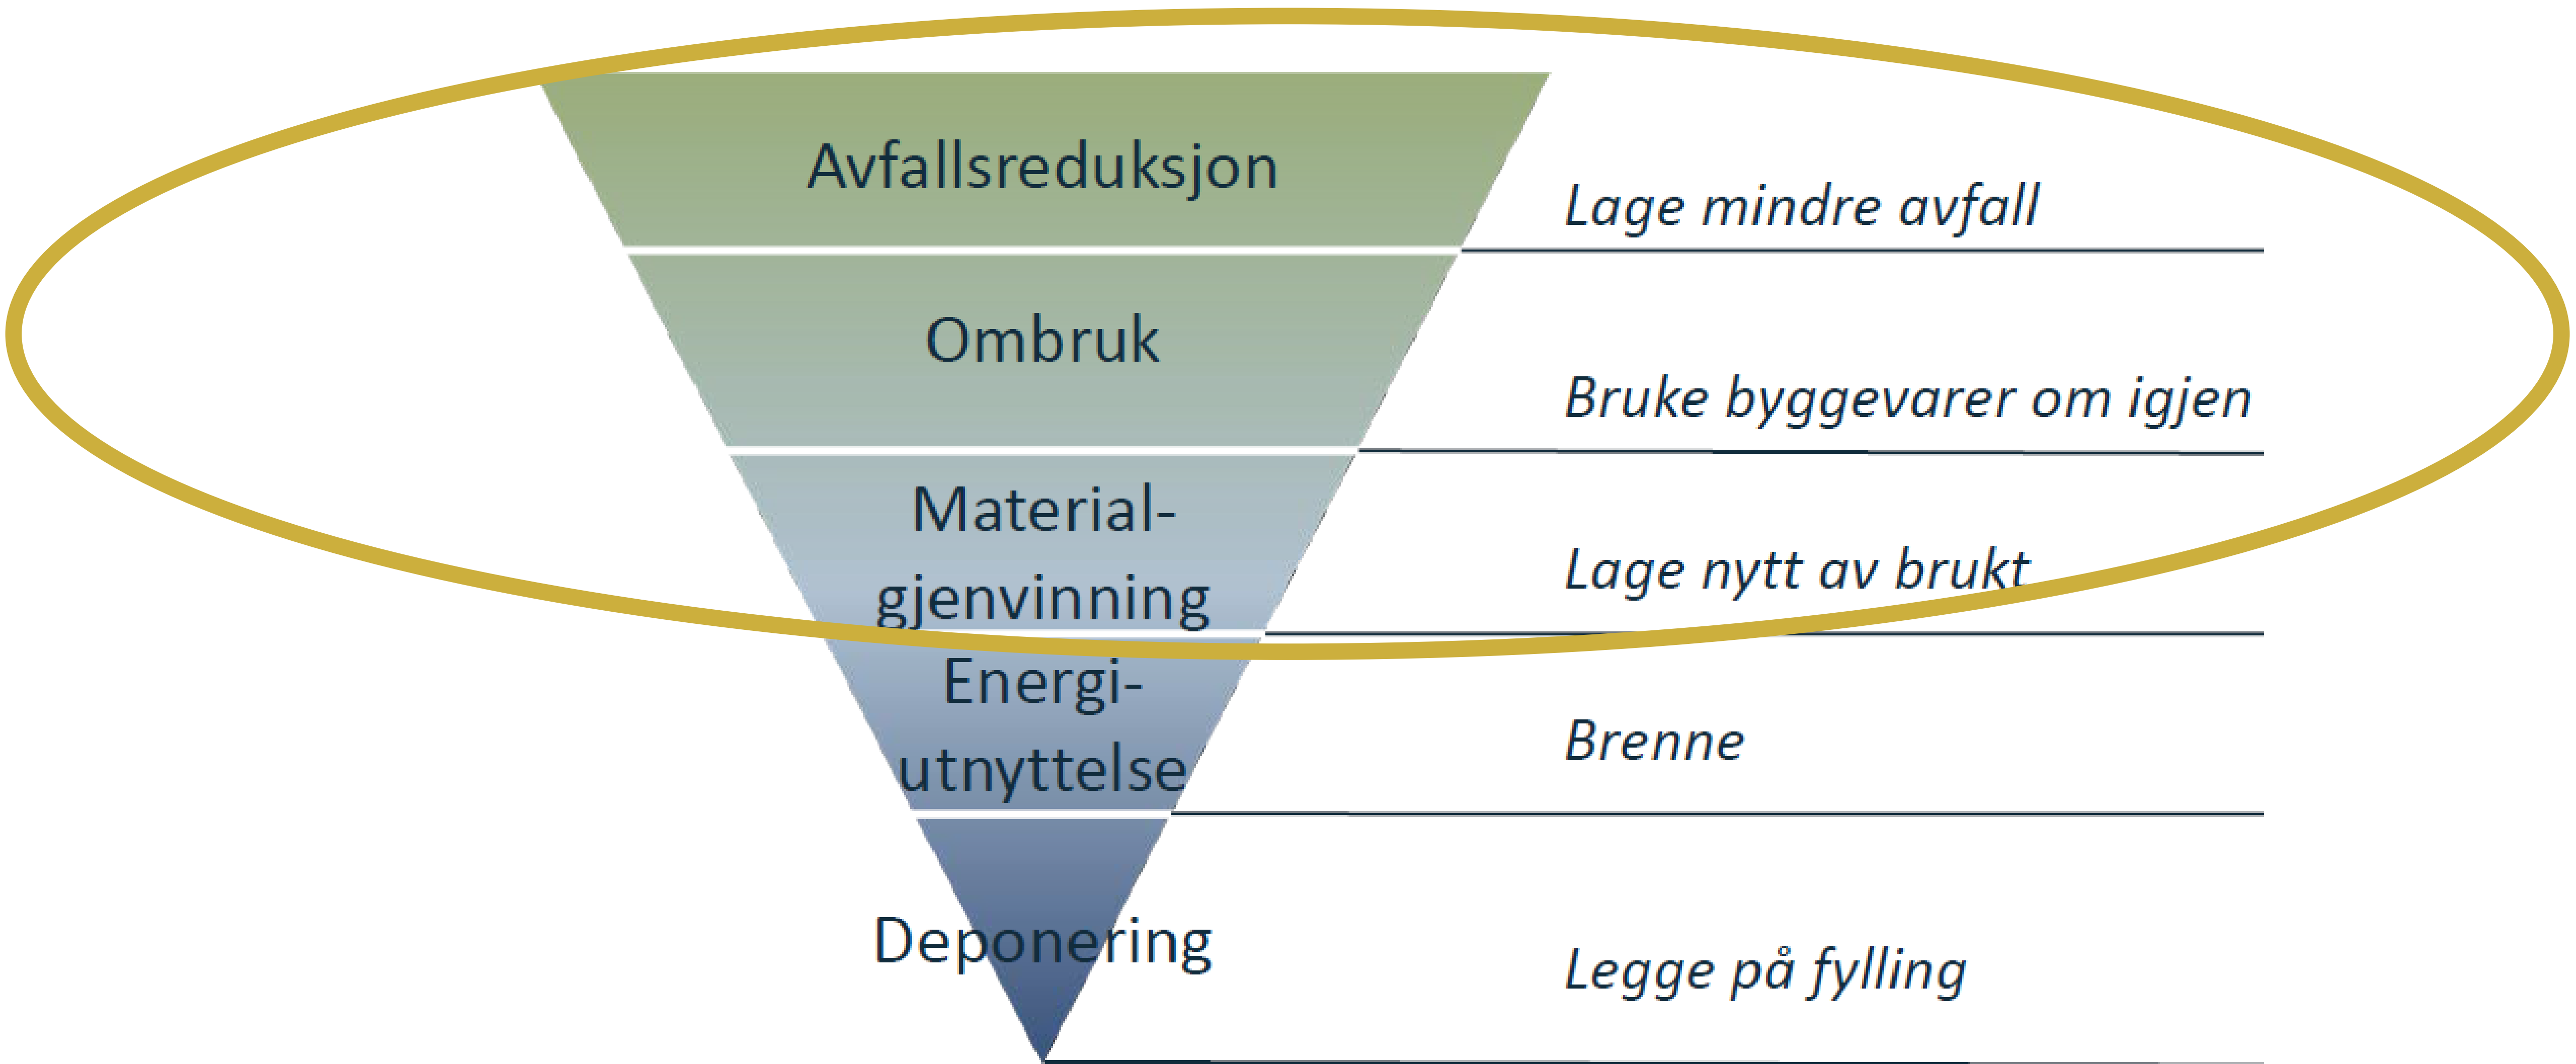 Avfallsreduksjon
Lage mindre avfall
Ombruk
Bruke byggevarer om igjen
Material-
gjenvinning
Lage nytt av brukt
Energi-
utnyttelse
Brenne
Deponering
Legge på fylling